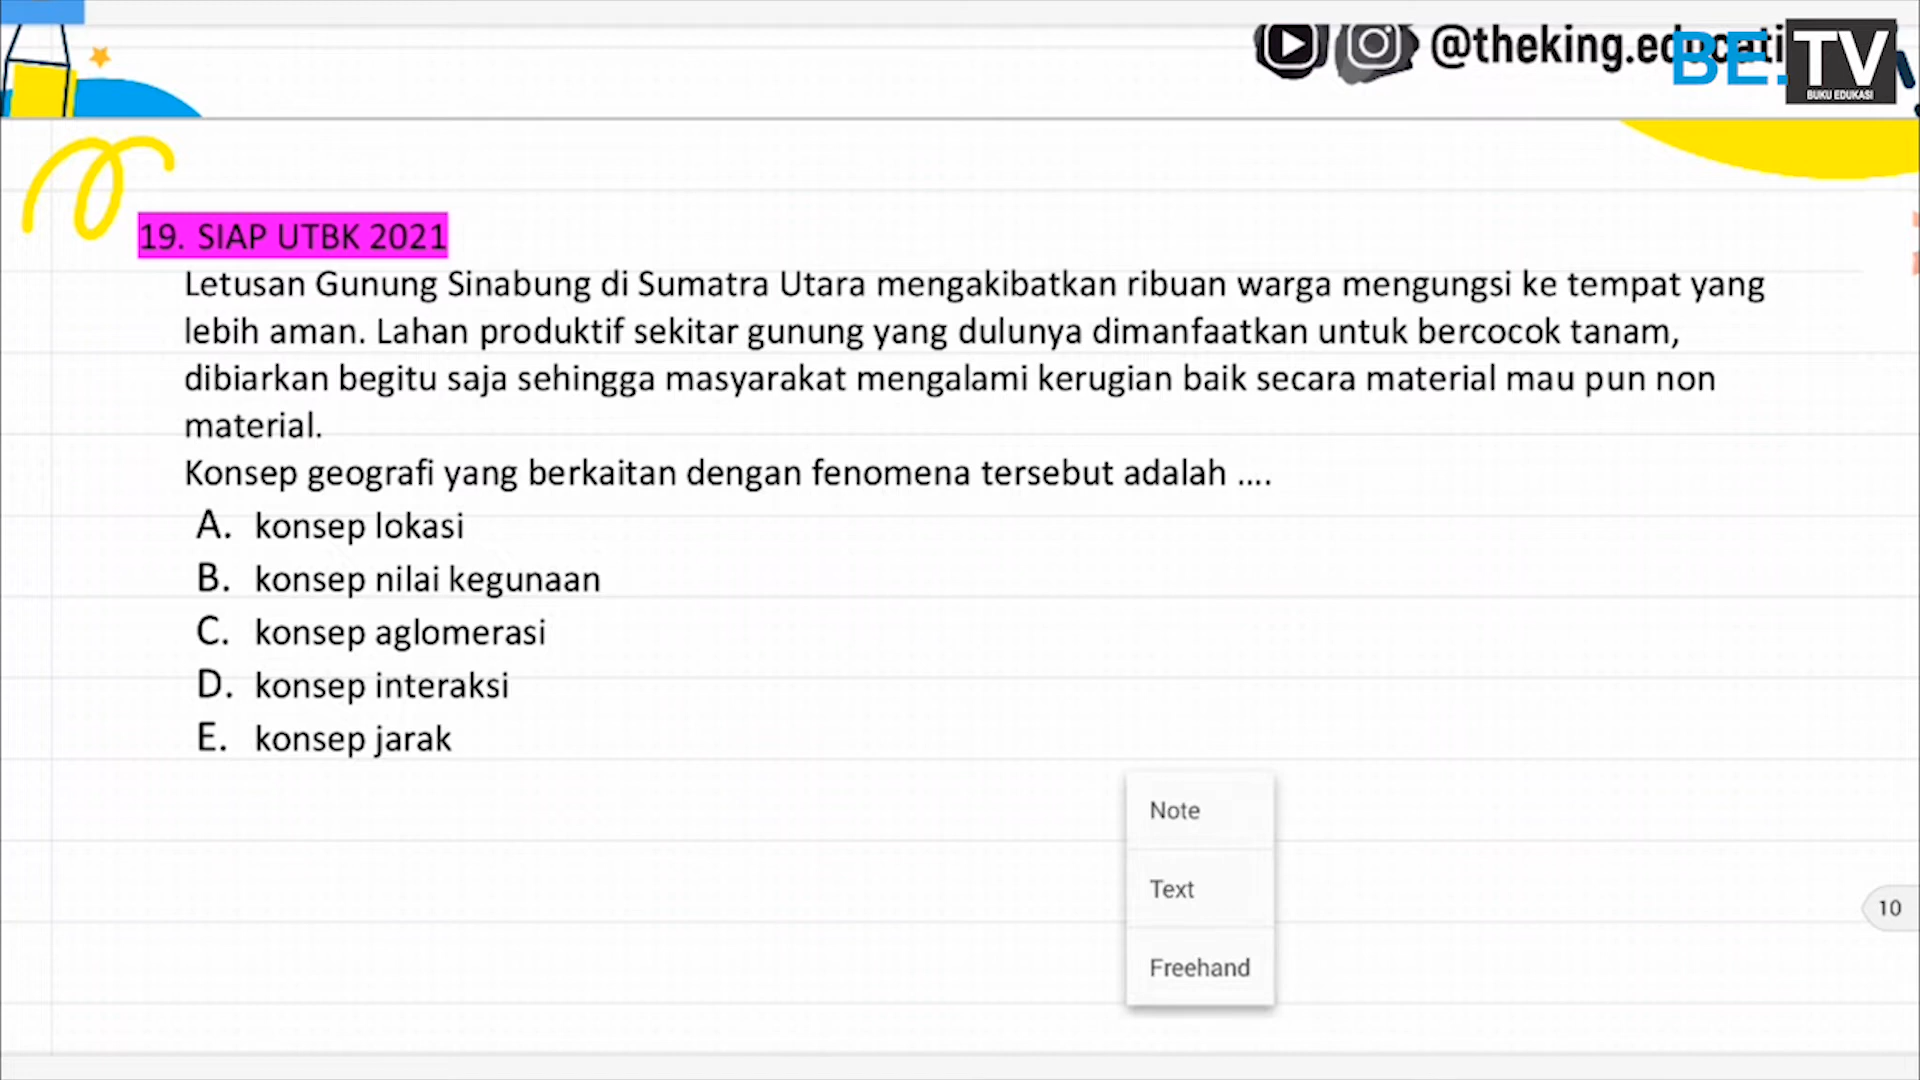 @theking.educati
BE.TV
BUKU EDUKASI
19. SIAP UTBK 2021
Letusan Gunung Sinabung di Sumatra Utara mengakibatkan ribuan warga mengungsi ke tempat yang
lebih aman. Lahan produktif sekitar gunung yang dulunya dimanfaatkan untuk bercocok tanam,
dibiarkan begitu saja sehingga masyarakat mengalami kerugian baik secara material mau pun non
material.
Konsep geografi yang berkaitan dengan fenomena tersebut adalah ....
A. konsep lokasi
B. konsep nilai kegunaan
C. konsep aglomerasi
D. konsep interaksi
E. konsep jarak
Note
Text
Freehand
10